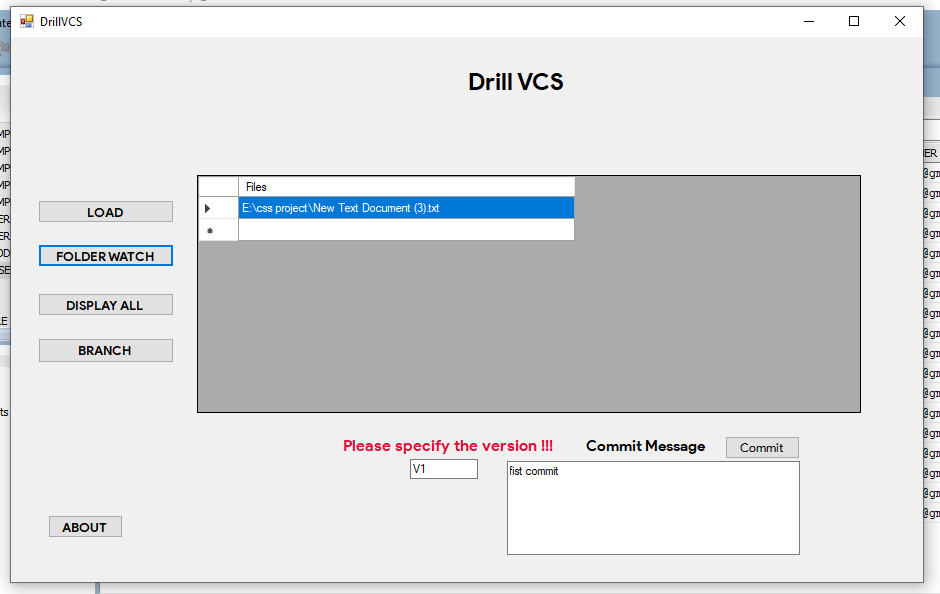 DrillVCS
Drill VCS
Files
E:\css project\New Text Document (3).txt
LOAD
FOLDER WATCH
DISPLAY ALL
BRANCH
Please specify the version !!!
Commit Message
Commit
V1
fist commit
ABOUT